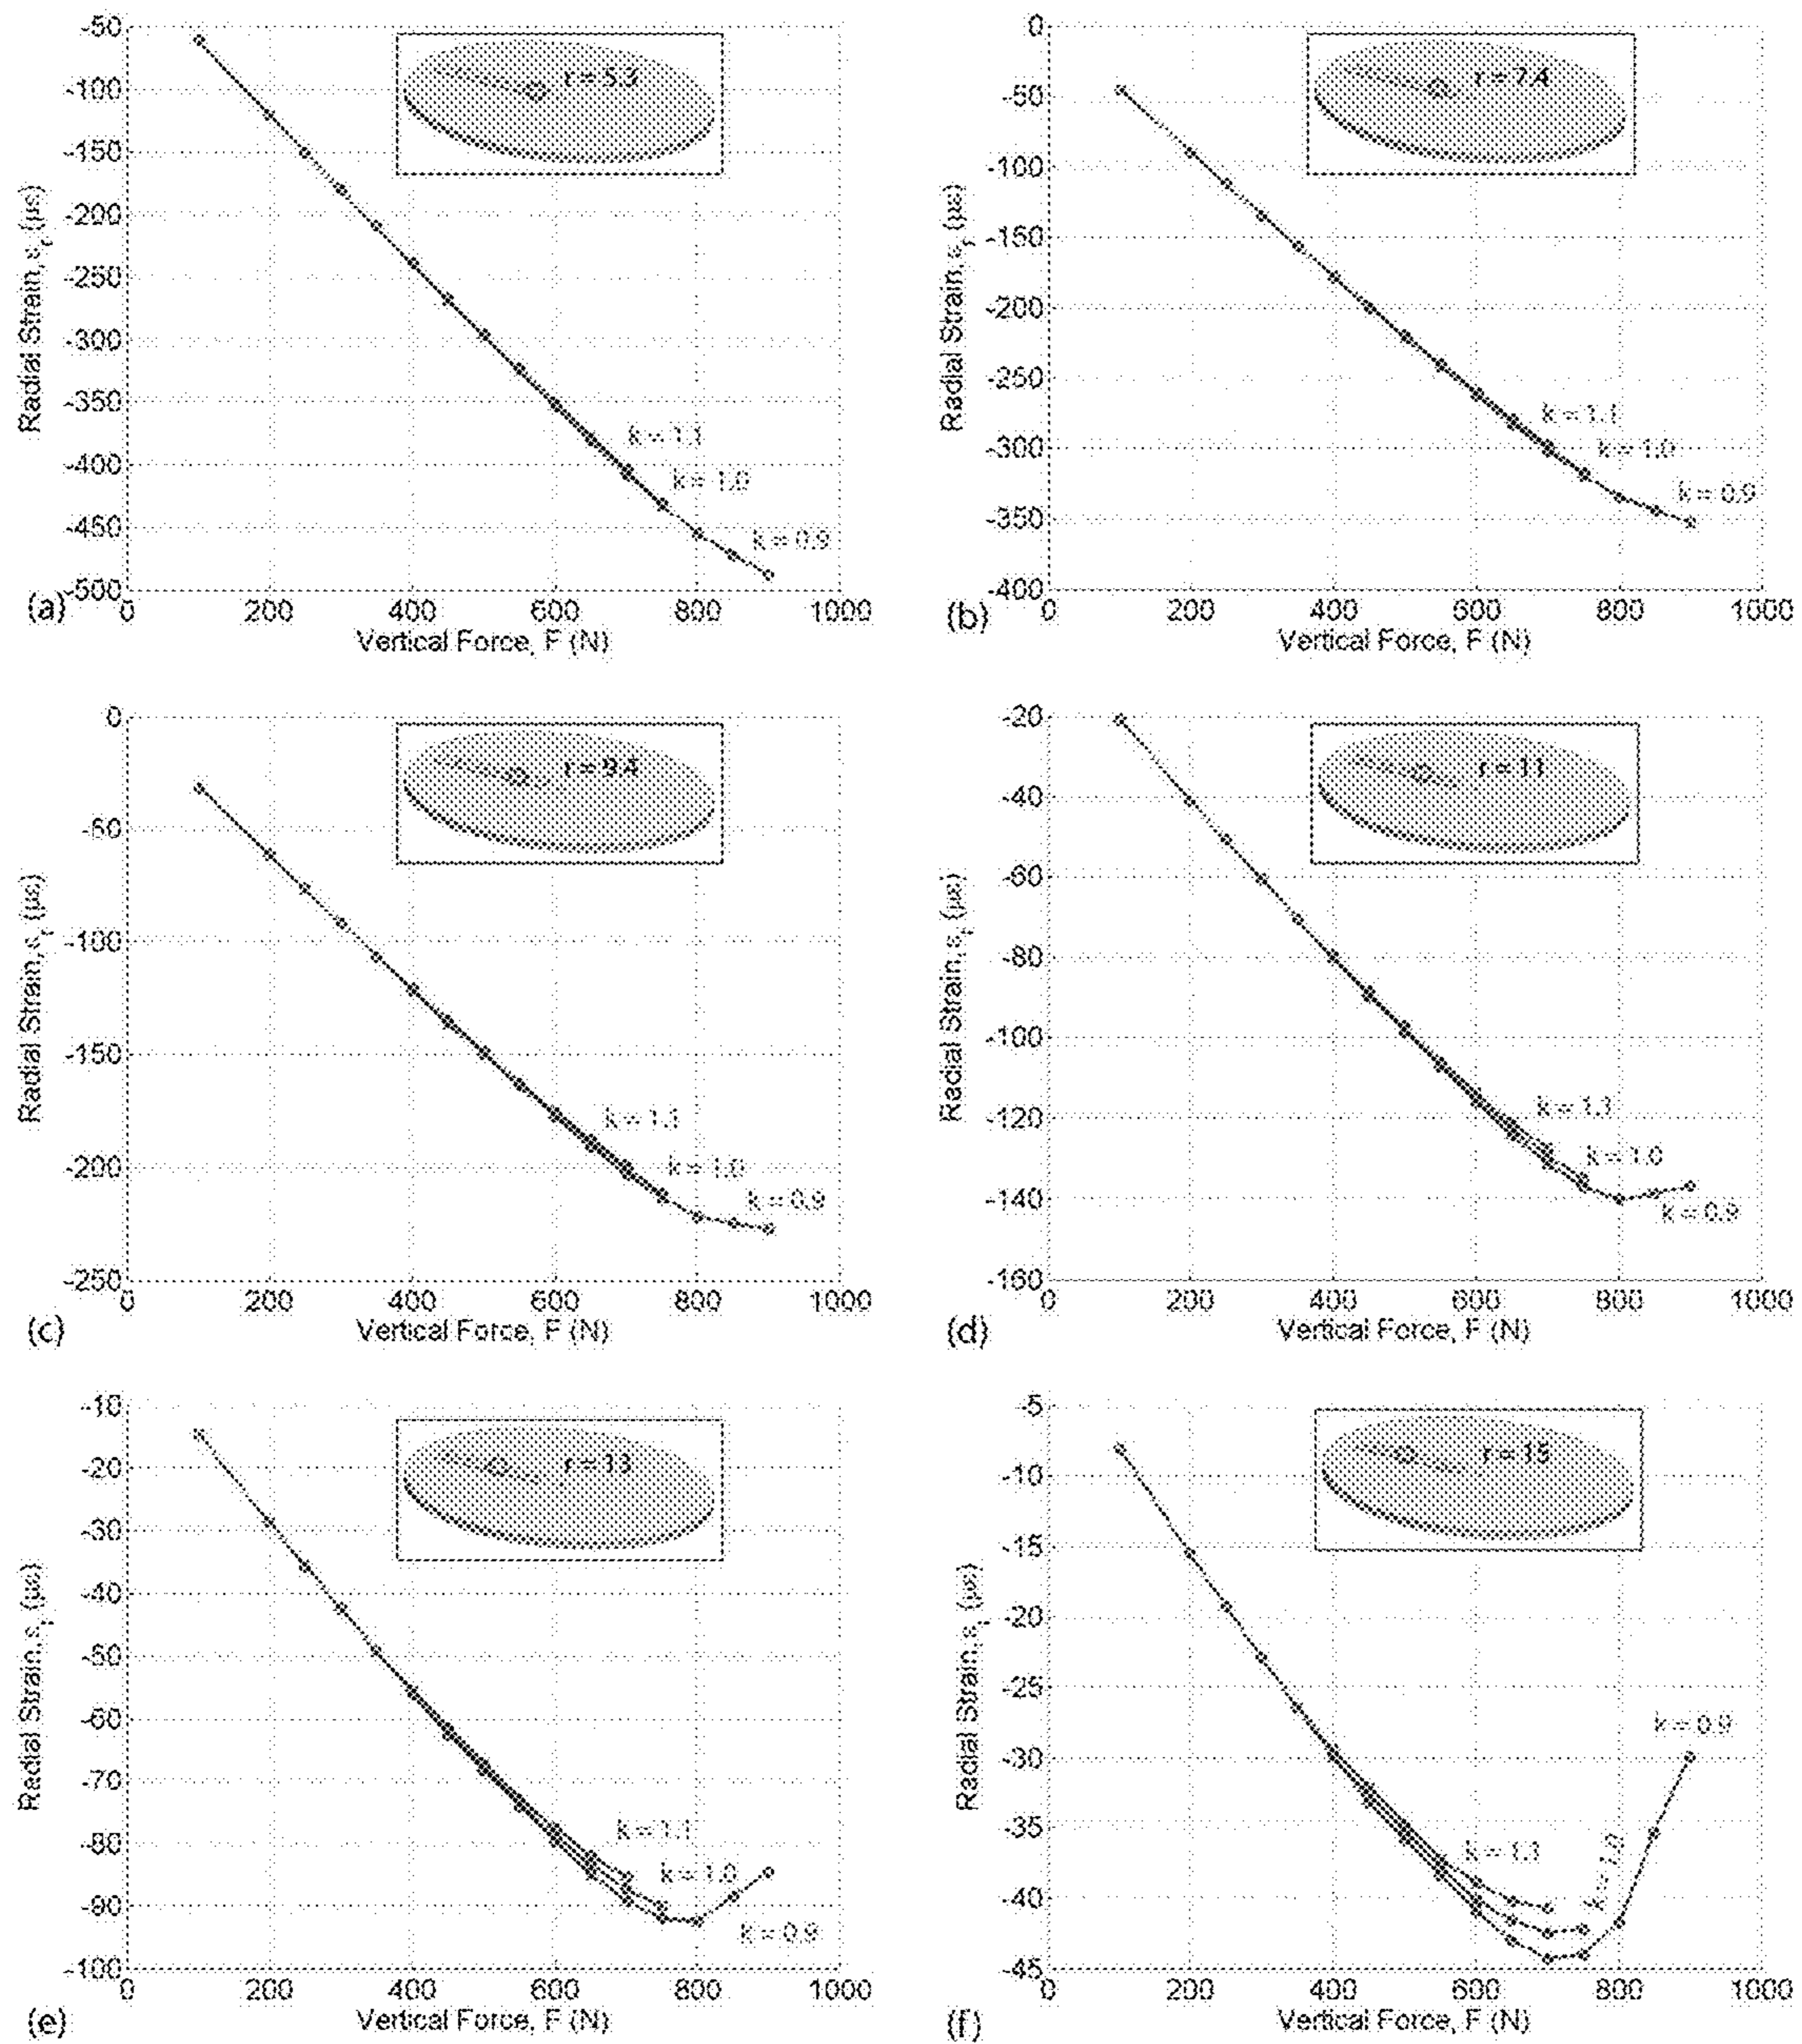 -50
-100
-150
-200
-250
-300
-350
-400
-450
-500
0 200 400 600 800 1000
r = 5.3
k = 1.1
k = 1.0
k = 0.9
Radial Strain, εr (με)
Vertical Force, F (N)
(a)
0
-50
-100
-150
-200
-250
-300
-350
-400
0 200 400 600 800 1000
r = 7.4
k = 1.1
k = 1.0
k = 0.9
Radial Strain, εr (με)
Vertical Force, F (N)
(b)
0
-50
-100
-150
-200
-250
0 200 400 600 800 1000
r = 9.4
k = 1.1
k = 1.0
k = 0.9
Radial Strain, εr (με)
Vertical Force, F (N)
(c)
-20
-40
-60
-80
-100
-120
-140
-160
0 200 400 600 800 1000
r = 11
k = 1.1
k = 1.0
k = 0.9
Radial Strain, εr (με)
Vertical Force, F (N)
(d)
-10
-20
-30
-40
-50
-60
-70
-80
-90
-100
0 200 400 600 800 1000
r = 13
k = 1.1
k = 1.0
k = 0.9
Radial Strain, εr (με)
Vertical Force, F (N)
(e)
-5
-10
-15
-20
-25
-30
-35
-40
-45
0 200 400 600 800 1000
r = 15
k = 0.9
k = 1.1
k = 1.0
Radial Strain, εr (με)
Vertical Force, F (N)
(f)